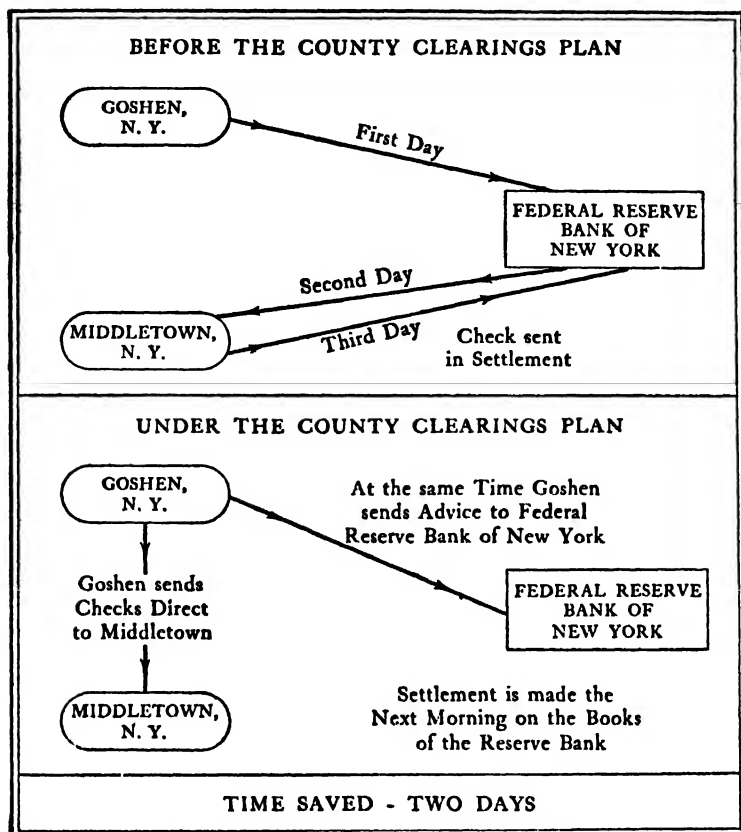 BEFORE THE COUNTY CLEARINGS PLAN
GOSHEN,
N. Y.
First Day
FEDERAL RESERVE
BANK OF
NEW YORK
Second Day
MIDDLETOWN,
N. Y.
Third Day
Check sent
in Settlement
UNDER THE COUNTY CLEARINGS PLAN
GOSHEN,
N. Y.
At the same Time Goshen
sends Advice to Federal
Reserve Bank of New York
Goshen sends
Checks Direct
to Middletown
FEDERAL RESERVE
BANK OF
NEW YORK
MIDDLETOWN,
N. Y.
Settlement is made the
Next Morning on the Books
of the Reserve Bank
TIME SAVED - TWO DAYS